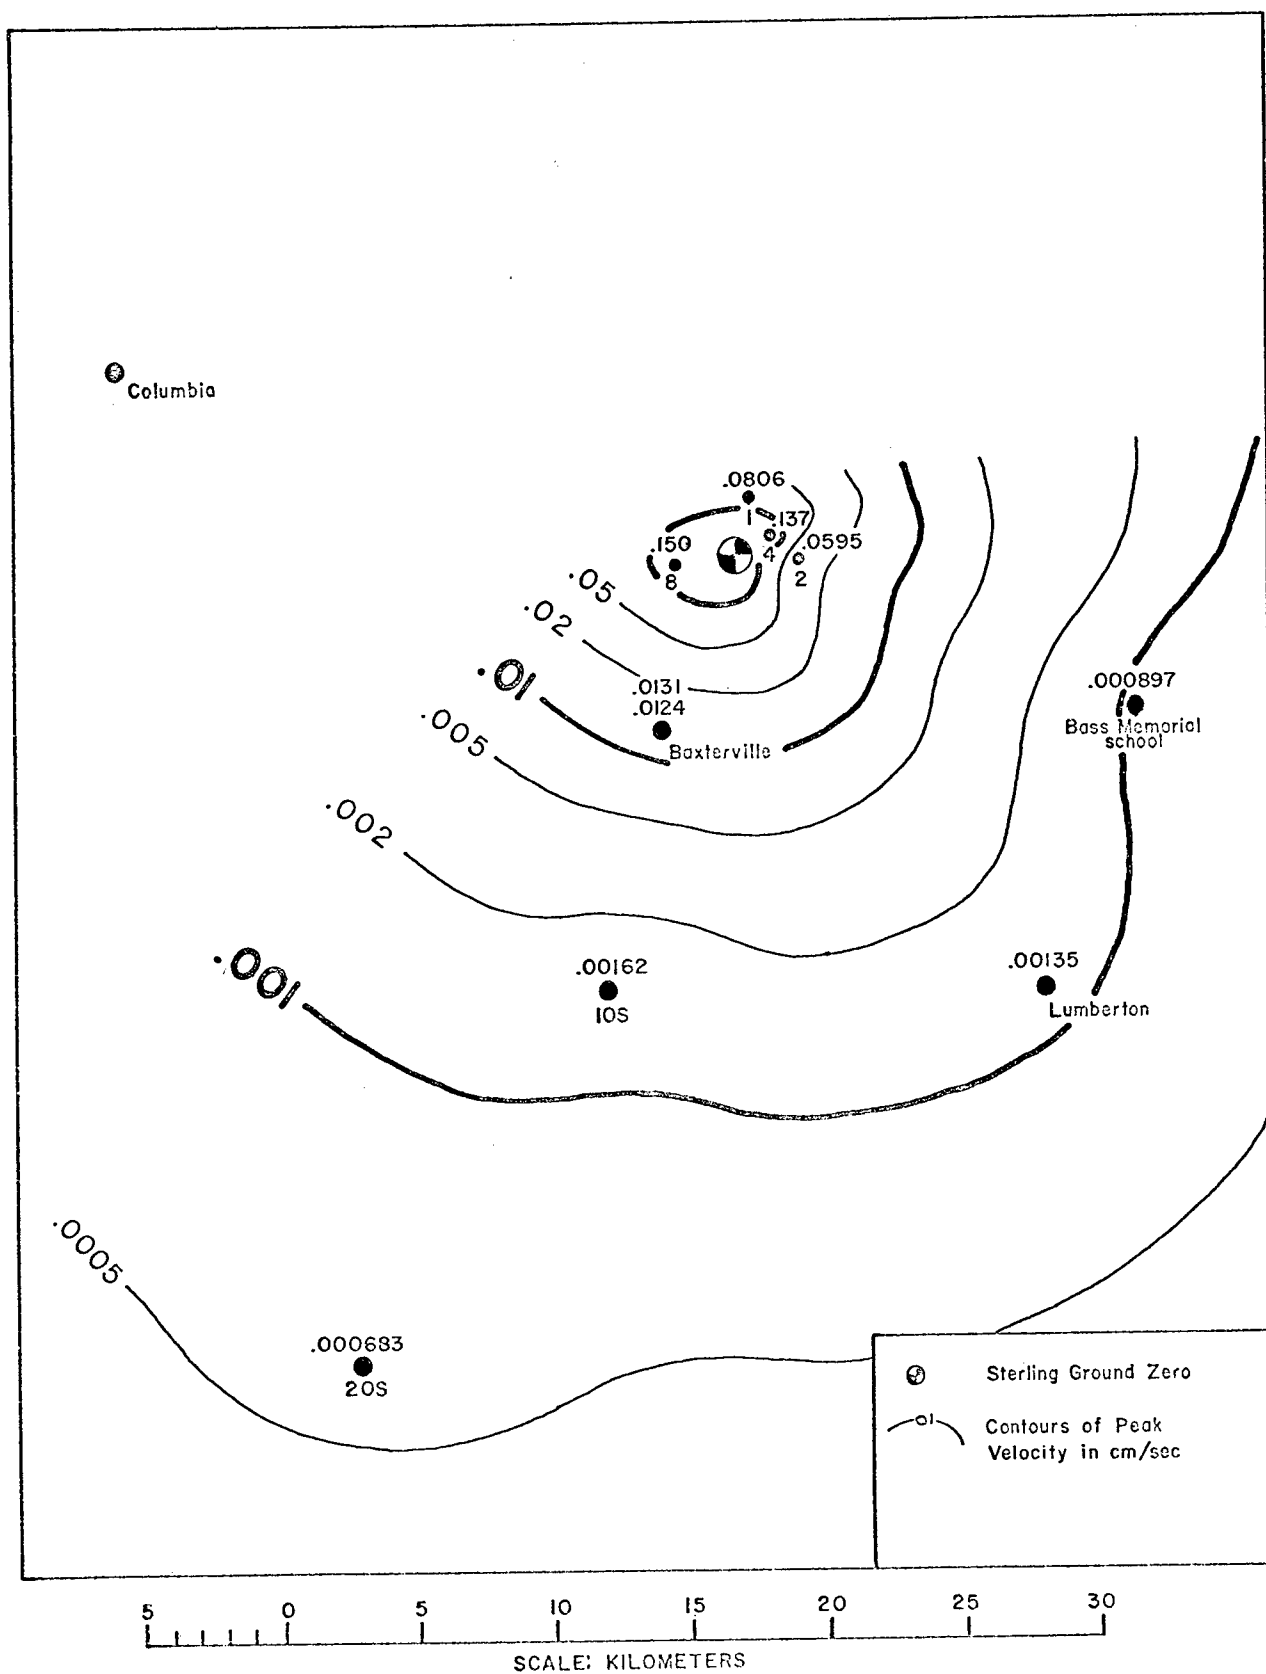 Columbia
.0806
1
.137
4
.0595
2
.150
8
.05
.02
.01
.0131
.0124
Baxterville
.005
.000897
Bass Memorial
school
.002
.001
.00162
10S
.00135
Lumberton
.0005
.000683
20S
Sterling Ground Zero
.01
Contours of Peak
Velocity in cm/sec
5 0 5 10 15 20 25 30
SCALE: KILOMETERS